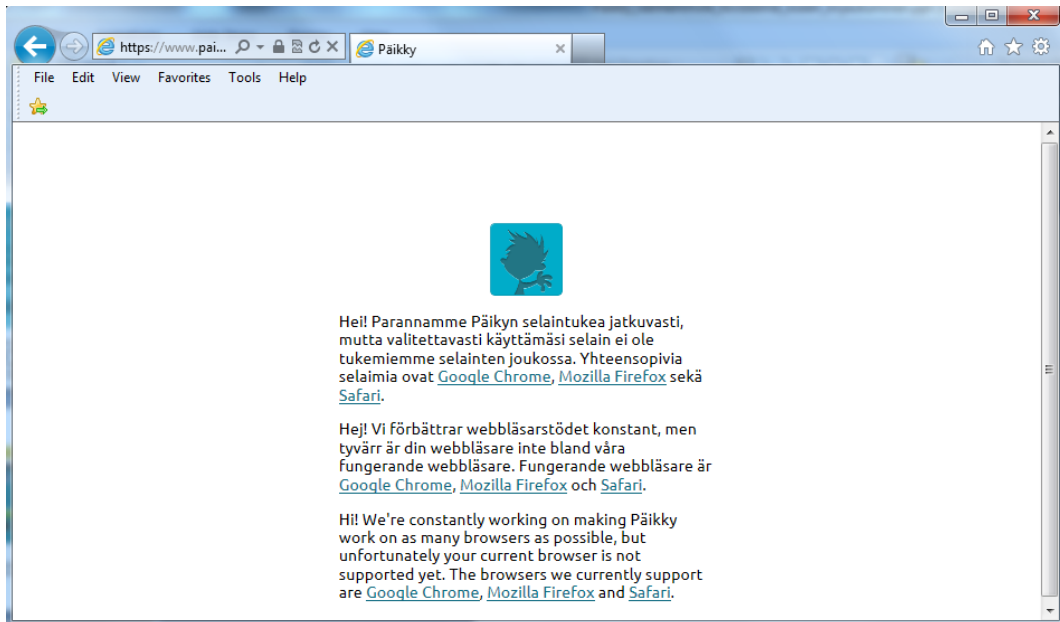 https://www.pai...
Päikky
File Edit View Favorites Tools Help
Hei! Parannamme Päikyn selaintukea jatkuvasti,
mutta valitettavasti käyttämäsi selain ei ole
tukemiemme selainten joukossa. Yhteensopivia
selaimia ovat Google Chrome, Mozilla Firefox sekä
Safari.
Hej! Vi förbättrar webbläsarstödet konstant, men
tyvärr är din webbläsare inte bland våra
fungerande webbläsare. Fungerande webbläsare är
Google Chrome, Mozilla Firefox och Safari.
Hi! We're constantly working on making Päikky
work on as many browsers as possible, but
unfortunately your current browser is not
supported yet. The browsers we currently support
are Google Chrome, Mozilla Firefox and Safari.